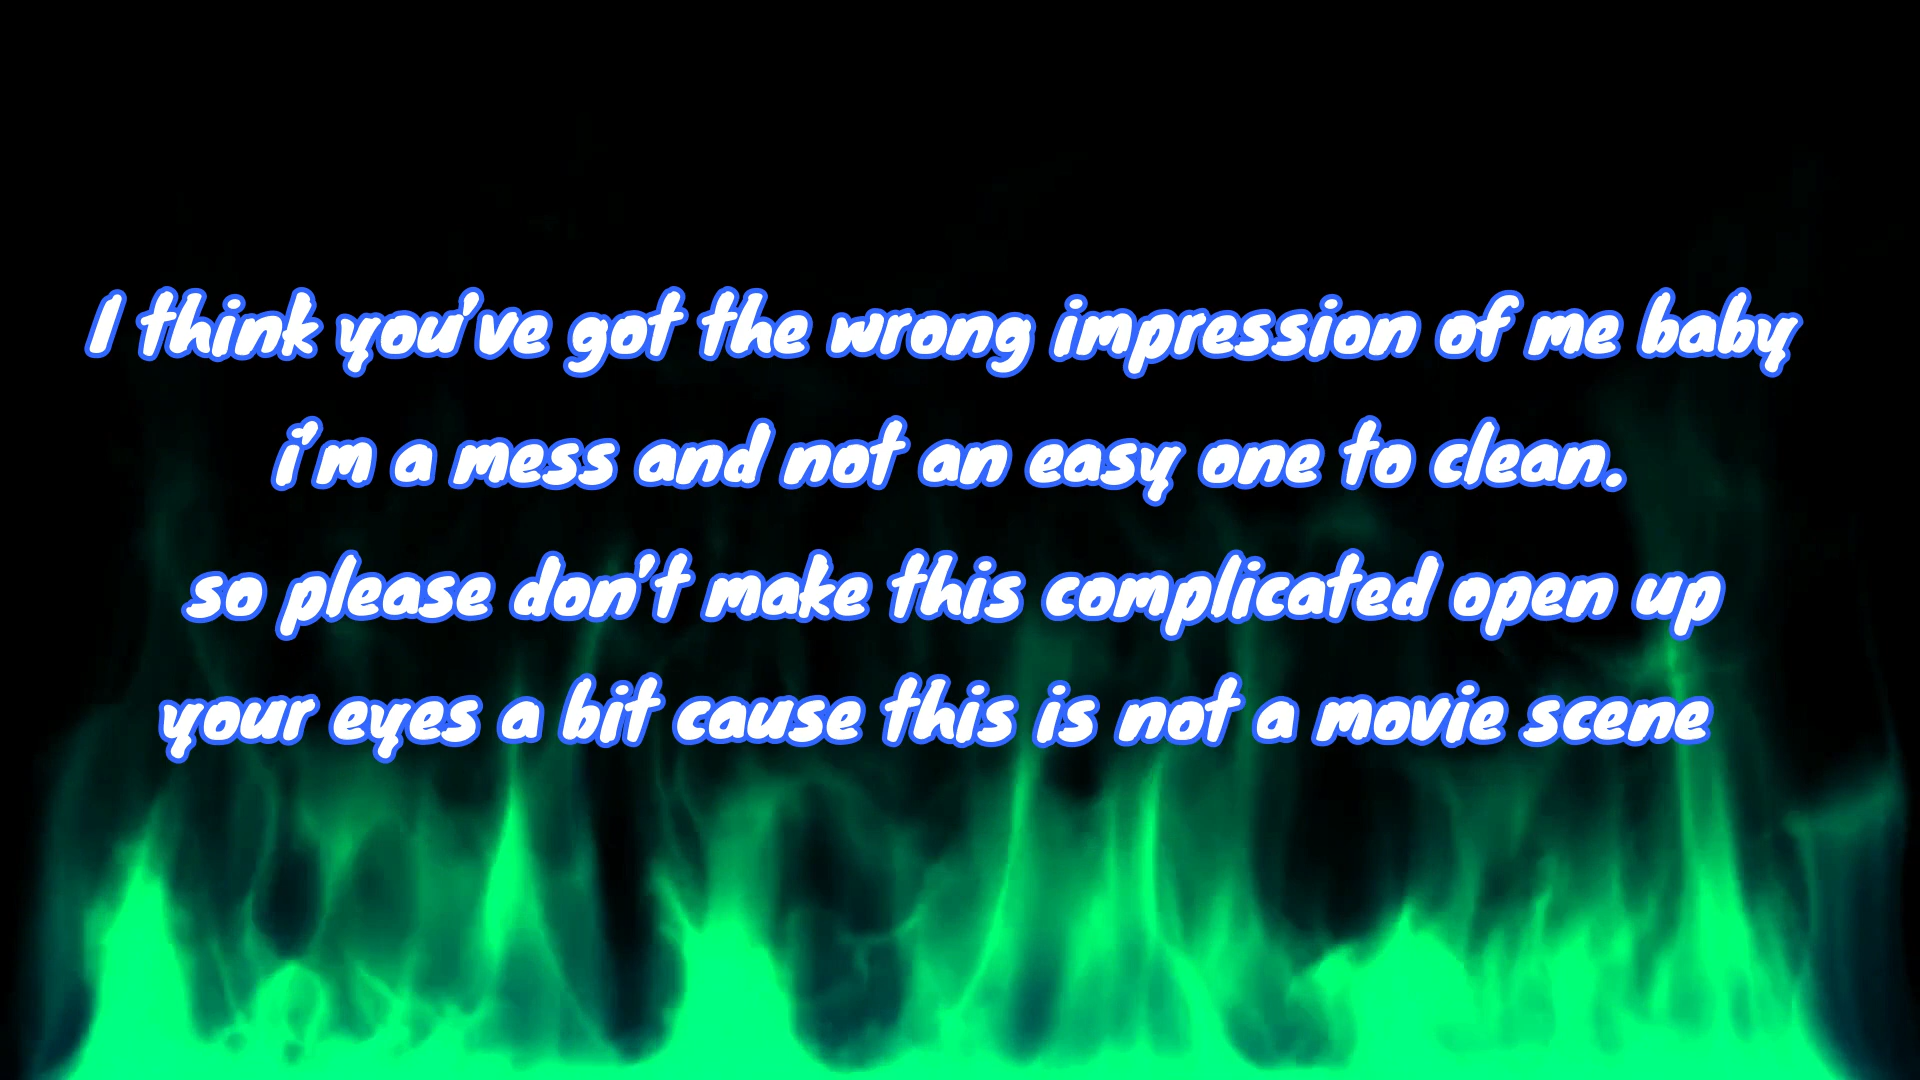 I think you've got the wrong impression of me baby
i'm a mess and not an easy one to clean.
so please don't make this complicated open up
your eyes a bit cause this is not a movie scene